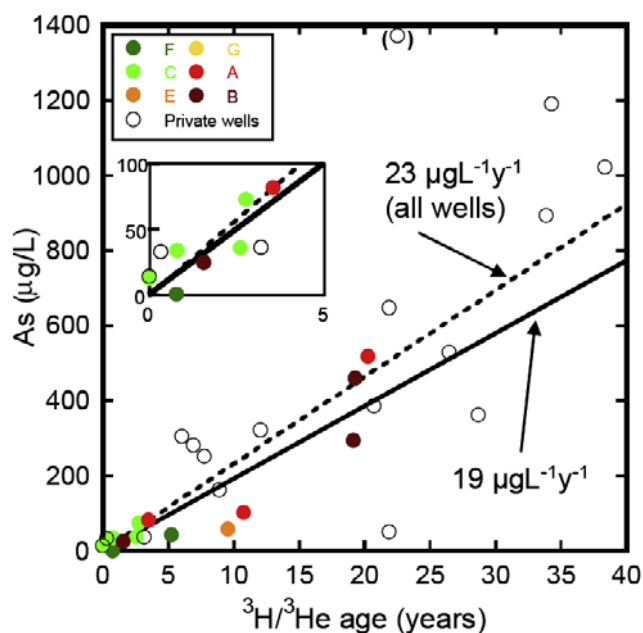 1400
1200
1000
800
600
400
200
0
As (µg/L)
F G
C A
E B
Private wells
100
50
0
0 5
( )
23 µgL⁻¹y⁻¹
(all wells)
19 µgL⁻¹y⁻¹
0 5 10 15 20 25 30 35 40
³H/³He age (years)